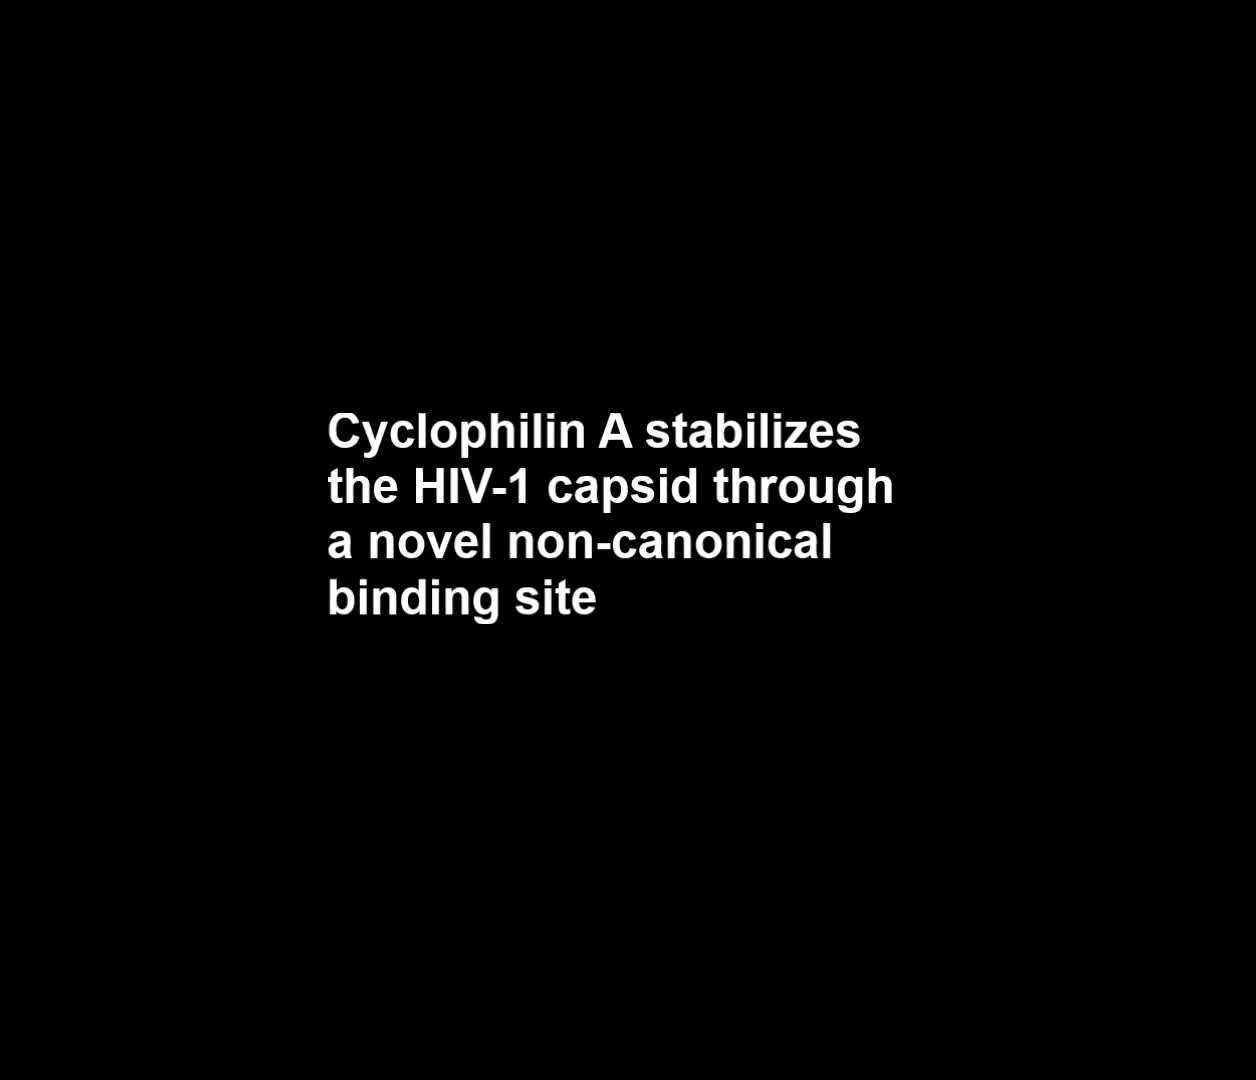 Cyclophilin A stabilizes
the HIV-1 capsid through
a novel non-canonical
binding site